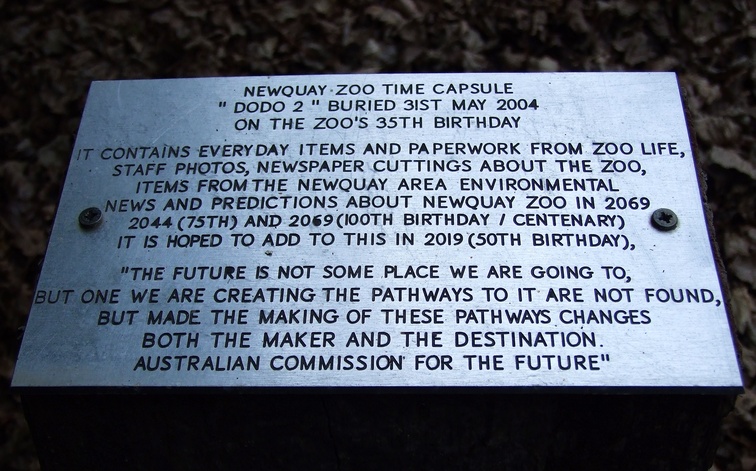 NEWQUAY ZOO TIME CAPSULE
" DODO 2 " BURIED 31ST MAY 2004
ON THE ZOO'S 35TH BIRTHDAY
IT CONTAINS EVERYDAY ITEMS AND PAPERWORK FROM ZOO LIFE,
STAFF PHOTOS, NEWSPAPER CUTTINGS ABOUT THE ZOO,
ITEMS FROM THE NEWQUAY AREA ENVIRONMENTAL
NEWS AND PREDICTIONS ABOUT NEWQUAY ZOO IN 2069
2044 (75TH) AND 2069 (100TH BIRTHDAY / CENTENARY)
IT IS HOPED TO ADD TO THIS IN 2019 (50TH BIRTHDAY),
"THE FUTURE IS NOT SOME PLACE WE ARE GOING TO,
BUT ONE WE ARE CREATING THE PATHWAYS TO IT ARE NOT FOUND,
BUT MADE THE MAKING OF THESE PATHWAYS CHANGES
BOTH THE MAKER AND THE DESTINATION.
AUSTRALIAN COMMISSION FOR THE FUTURE"